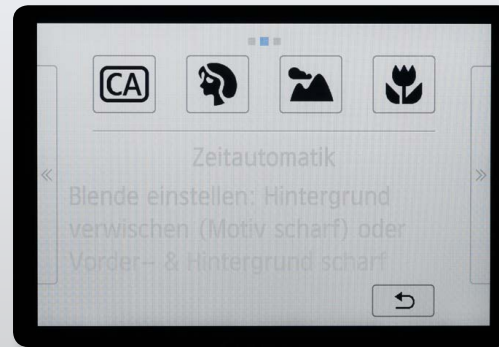 CA
Zeitautomatik
Blende einstellen: Hintergrund
verwischen (Motiv scharf) oder
Vorder- & Hintergrund scharf